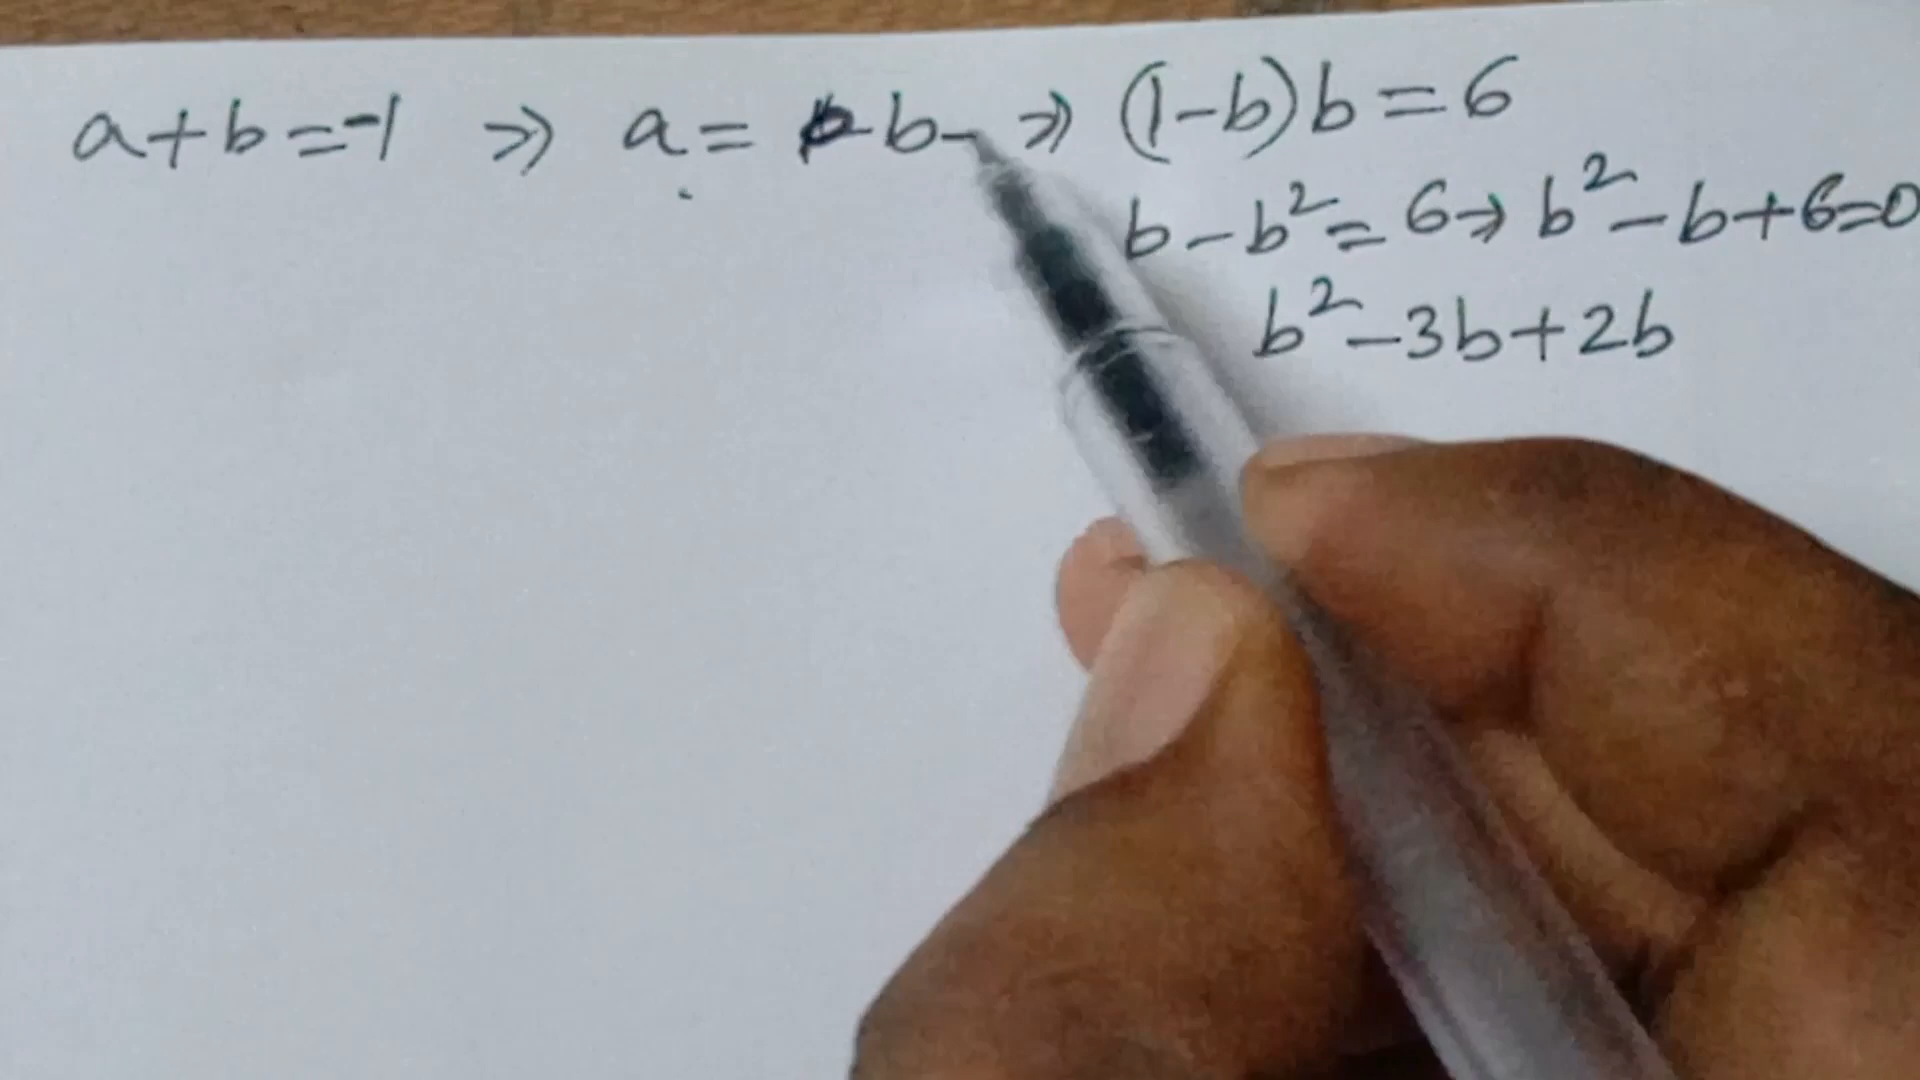 a+b=-1 ⇒ a= -b- ⇒ (1-b)b=6
b-b²=6⇒b²-b+6=0
b²-3b+2b